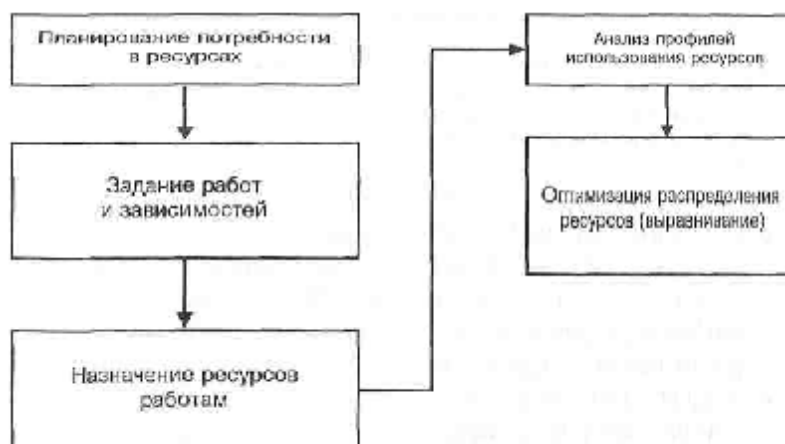 Планирование потребности
в ресурсах
Задание работ
и зависимостей
Назначение ресурсов
работам
Анализ профилей
использования ресурсов
Оптимизация распределения
ресурсов (выравнивание)